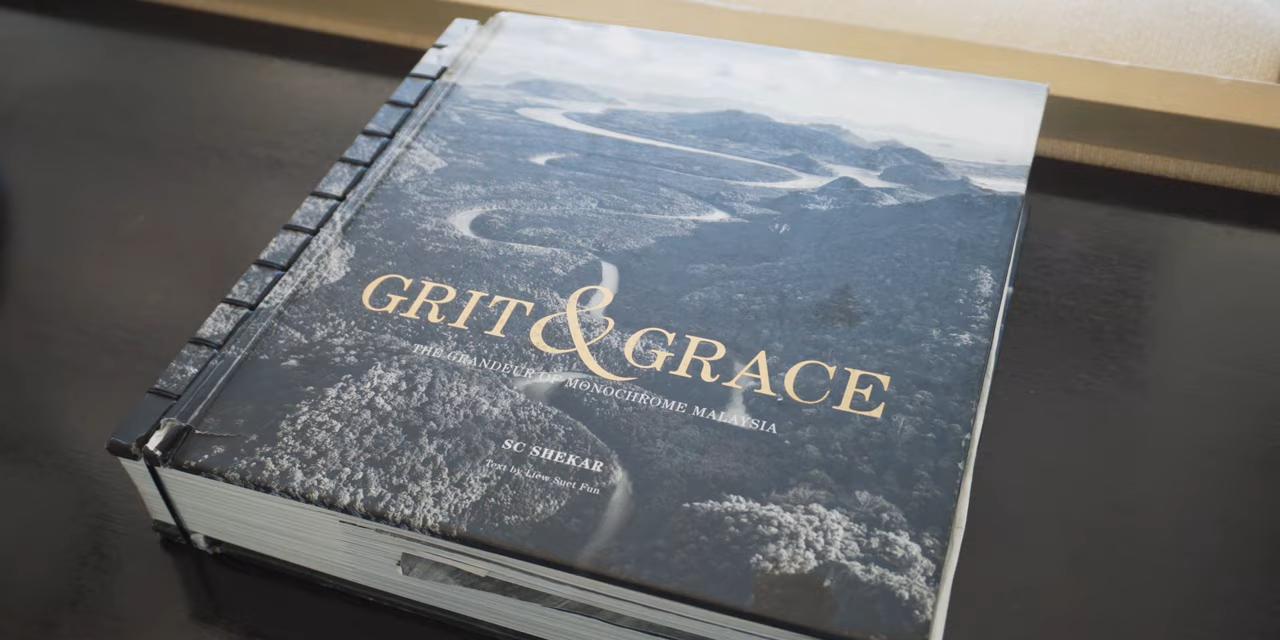 GRIT & GRACE
THE GRANDEUR OF MONOCHROME MALAYSIA
SC SHEKAR
Text by Liew Suet Fun